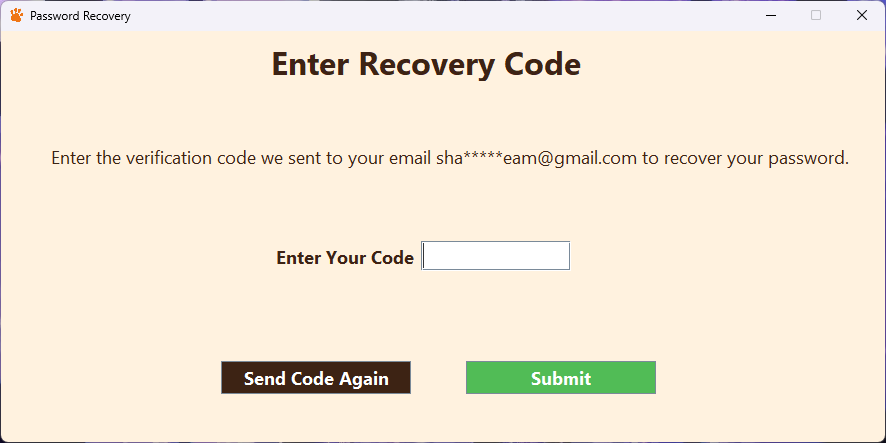 Password Recovery
Enter Recovery Code
Enter the verification code we sent to your email sha*****eam@gmail.com to recover your password.
Enter Your Code
Send Code Again
Submit